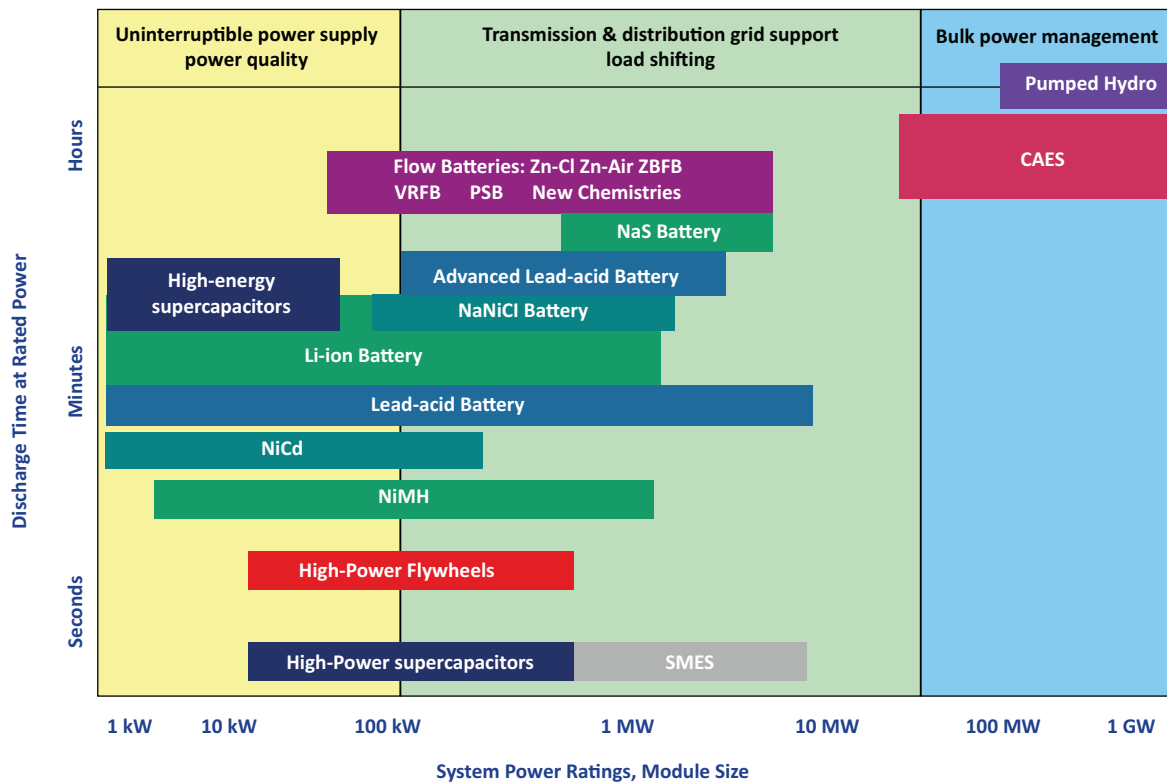 Uninterruptible power supply
power quality
Transmission & distribution grid support
load shifting
Bulk power management
Pumped Hydro
CAES
Flow Batteries: Zn-Cl Zn-Air ZBFB
VRFB PSB New Chemistries
NaS Battery
Advanced Lead-acid Battery
High-energy
supercapacitors
NaNiCl Battery
Li-ion Battery
Lead-acid Battery
NiCd
NiMH
High-Power Flywheels
High-Power supercapacitors
SMES
Discharge Time at Rated Power
Hours
Minutes
Seconds
1 kW
10 kW
100 kW
1 MW
10 MW
100 MW
1 GW
System Power Ratings, Module Size